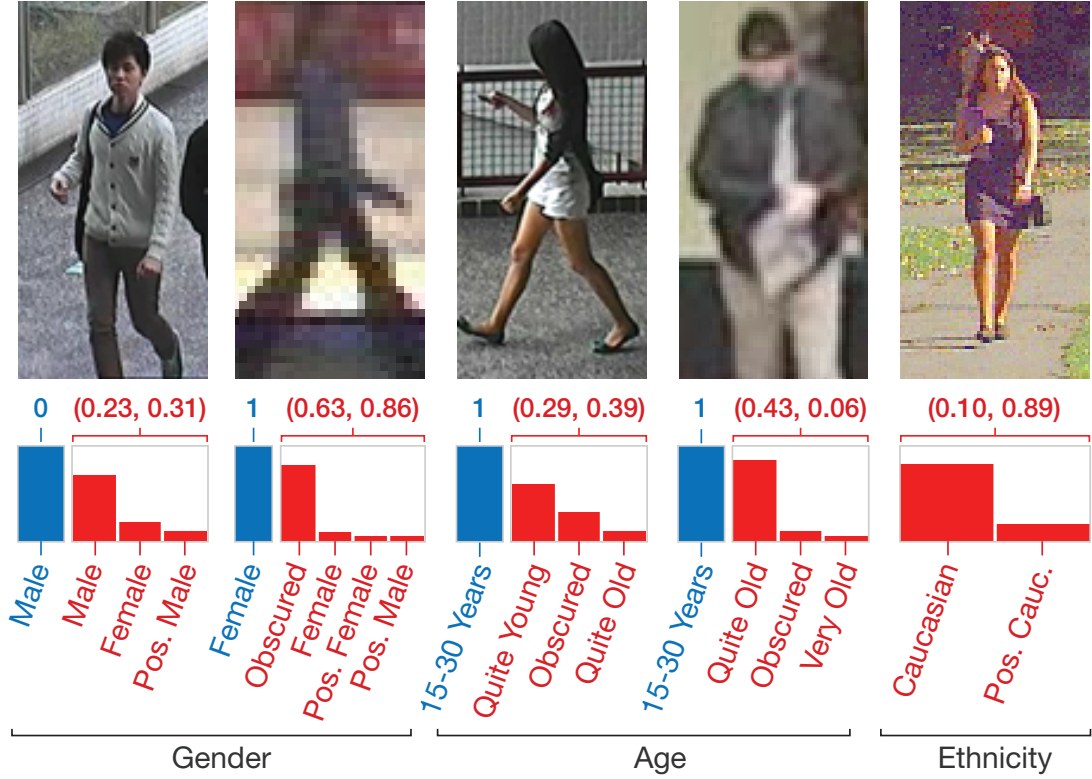 0 (0.23, 0.31) 1 (0.63, 0.86) 1 (0.29, 0.39) 1 (0.43, 0.06) (0.10, 0.89)
Male
Male
Female
Pos. Male
Female
Obscured
Female
Pos. Female
Pos. Male
15-30 Years
Quite Young
Obscured
Quite Old
15-30 Years
Quite Old
Obscured
Very Old
Caucasian
Pos. Cauc.
Gender Age Ethnicity